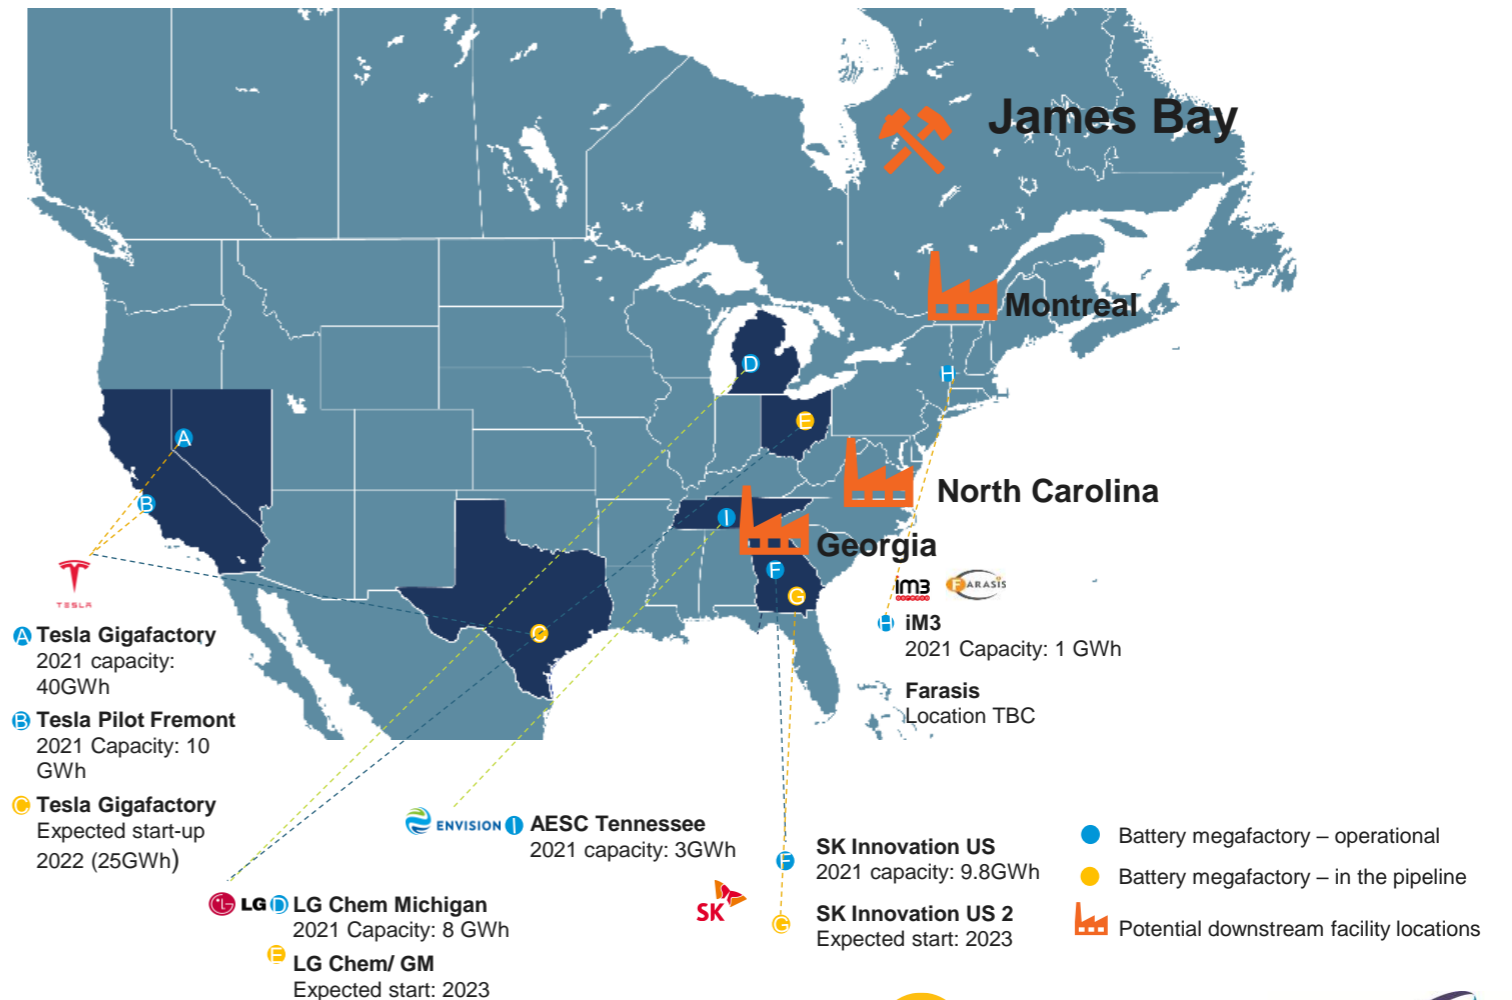 James Bay
Montreal
D
H
E
A
North Carolina
B
I
Georgia
F
G
C
TESLA
im3
FARASIS
A Tesla Gigafactory
2021 capacity:
40GWh
B Tesla Pilot Fremont
2021 Capacity: 10
GWh
C Tesla Gigafactory
Expected start-up
2022 (25GWh)
H iM3
2021 Capacity: 1 GWh
Farasis
Location TBC
ENVISION I AESC Tennessee
2021 capacity: 3GWh
LG D LG Chem Michigan
2021 Capacity: 8 GWh
E LG Chem/ GM
Expected start: 2023
SK
F SK Innovation US
2021 capacity: 9.8GWh
G SK Innovation US 2
Expected start: 2023
Battery megafactory – operational
Battery megafactory – in the pipeline
Potential downstream facility locations